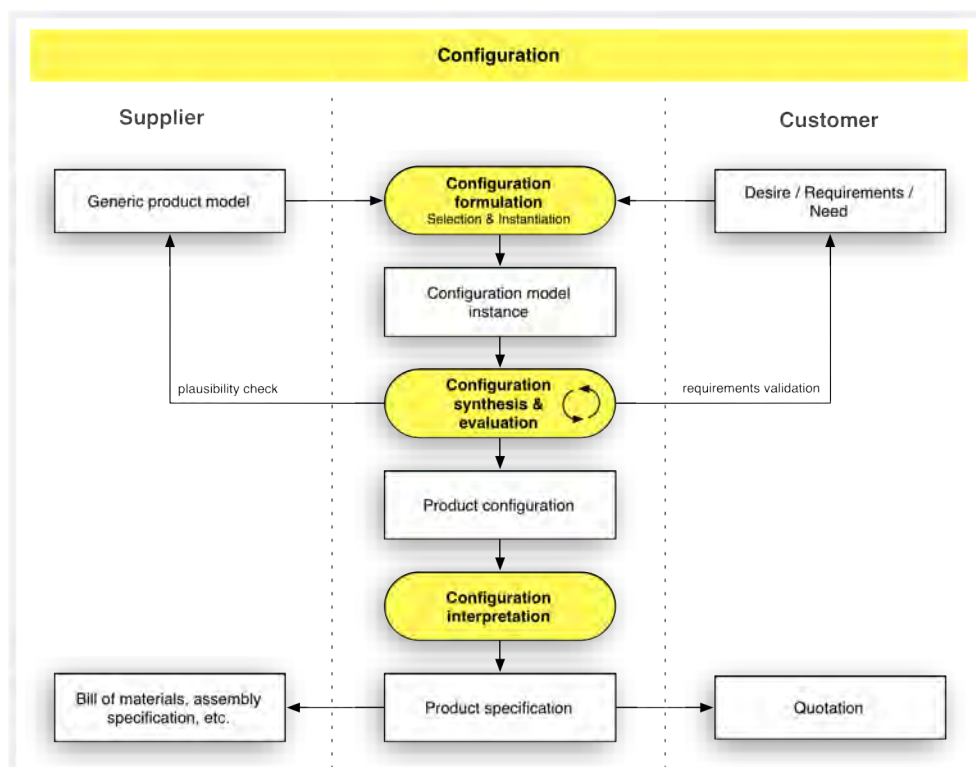 Configuration
Supplier
Customer
Generic product model
Configuration
formulation
Selection & Instantiation
Desire / Requirements /
Need
Configuration model
instance
plausibility check
Configuration
synthesis &
evaluation
requirements validation
Product configuration
Configuration
interpretation
Bill of materials, assembly
specification, etc.
Product specification
Quotation